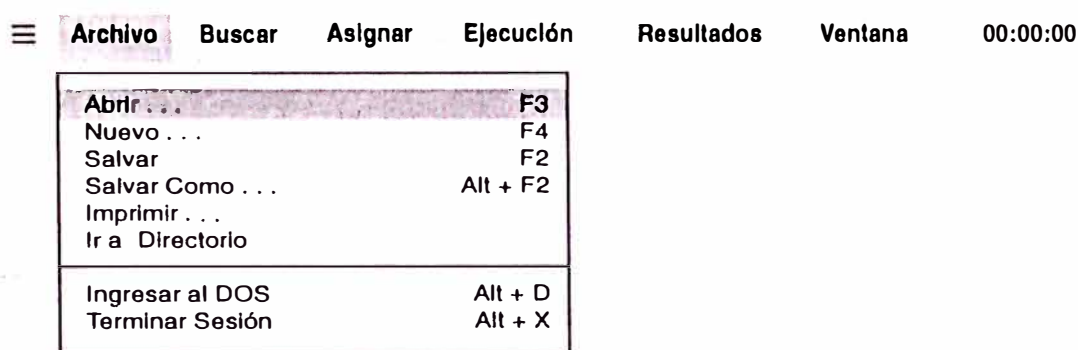 ≡ Archivo Buscar Asignar Ejecución Resultados Ventana 00:00:00
Abrir . . . F3
Nuevo . . . F4
Salvar F2
Salvar Como . . . Alt + F2
Imprimir . . .
Ir a Directorio
Ingresar al DOS Alt + D
Terminar Sesión Alt + X